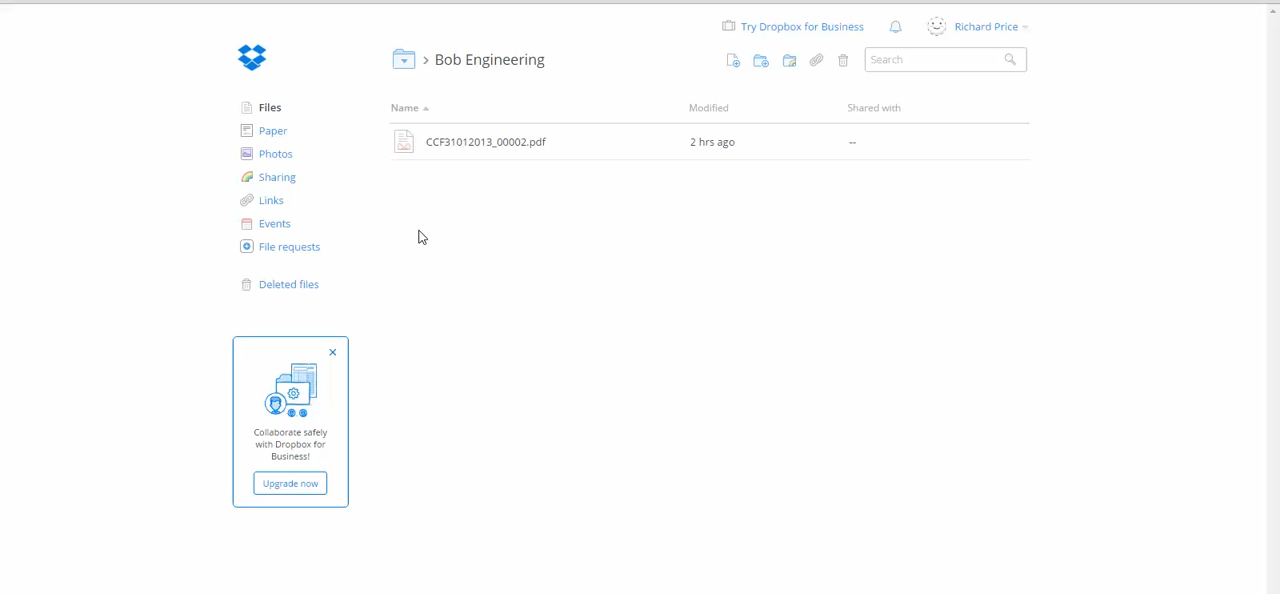 Try Dropbox for Business
Richard Price
> Bob Engineering
Search
Files
Paper
Photos
Sharing
Links
Events
File requests
Deleted files
Name
Modified
Shared with
CCF31012013_00002.pdf
2 hrs ago
--
Collaborate safely
with Dropbox for
Business!
Upgrade now